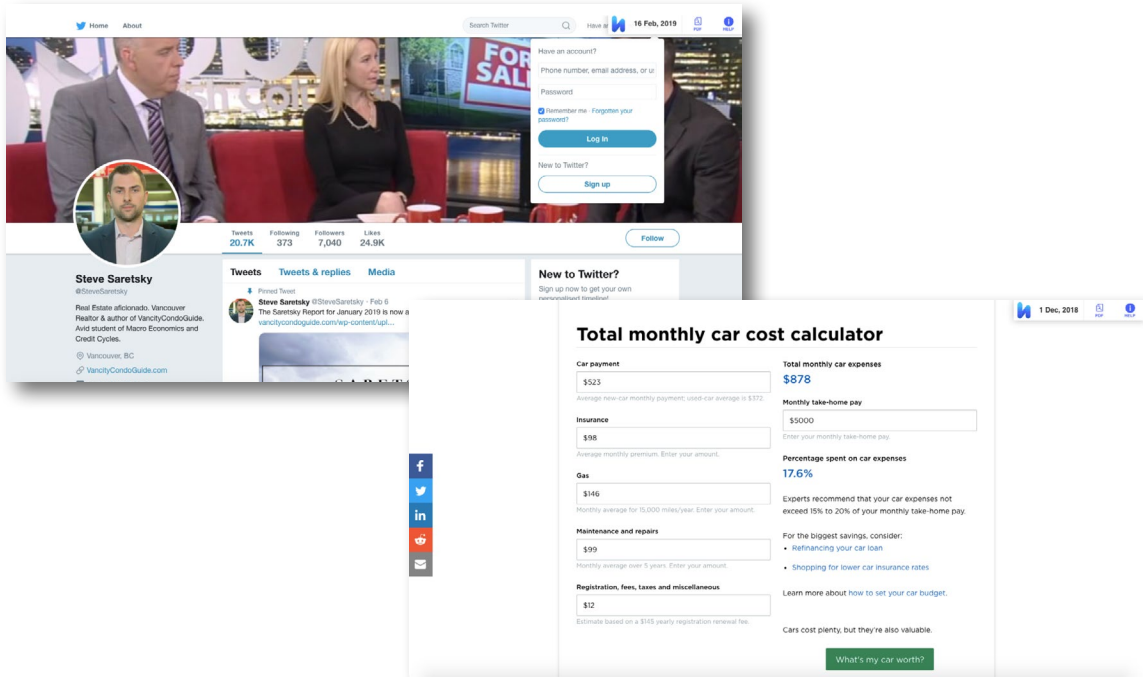 Home About
Search Twitter
Have an
16 Feb, 2019
PDF
HELP
FOR
SAL
Have an account?
Phone number, email address, or us
Password
Remember me · Forgotten your
password?
Log in
New to Twitter?
Sign up
Tweets Following Followers Likes
20.7K 373 7,040 24.9K
Follow
Steve Saretsky
@SteveSaretsky
Real Estate aficionado. Vancouver
Realtor & author of VancityCondoGuide.
Avid student of Macro Economics and
Credit Cycles.
Vancouver, BC
VancityCondoGuide.com
Tweets Tweets & replies Media
Pinned Tweet
Steve Saretsky @SteveSaretsky · Feb 6
The Saretsky Report for January 2019 is now a
vancitycondoguide.com/wp-content/upl...
New to Twitter?
Sign up now to get your own
personalised timeline!
1 Dec, 2018
PDF
HELP
Total monthly car cost calculator
Car payment
$523
Average new-car monthly payment; used-car average is $372.
Insurance
$98
Average monthly premium. Enter your amount.
Gas
$146
Monthly average for 15,000 miles/year. Enter your amount.
Maintenance and repairs
$99
Monthly average over 5 years. Enter your amount.
Registration, fees, taxes and miscellaneous
$12
Estimate based on a $145 yearly registration renewal fee.
Total monthly car expenses
$878
Monthly take-home pay
$5000
Enter your monthly take-home pay.
Percentage spent on car expenses
17.6%
Experts recommend that your car expenses not
exceed 15% to 20% of your monthly take-home pay.
For the biggest savings, consider:
• Refinancing your car loan
• Shopping for lower car insurance rates
Learn more about how to set your car budget.
Cars cost plenty, but they're also valuable.
What's my car worth?